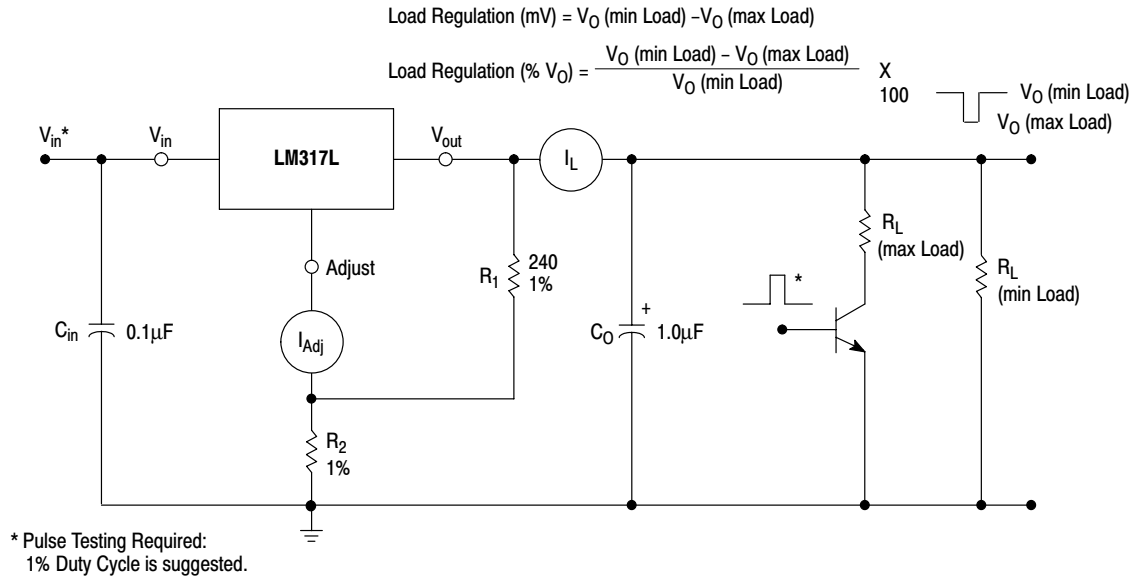 Load Regulation (mV) = VO (min Load) –VO (max Load)
Load Regulation (% VO) = VO (min Load) – VO (max Load)
VO (min Load)
X
100
VO (min Load)
VO (max Load)
Vin*
Vin
LM317L
Vout
IL
Adjust
R1
240
1%
RL
(max Load)
RL
(min Load)
*
Cin
0.1μF
IAdj
CO
+
1.0μF
R2
1%
* Pulse Testing Required:
1% Duty Cycle is suggested.